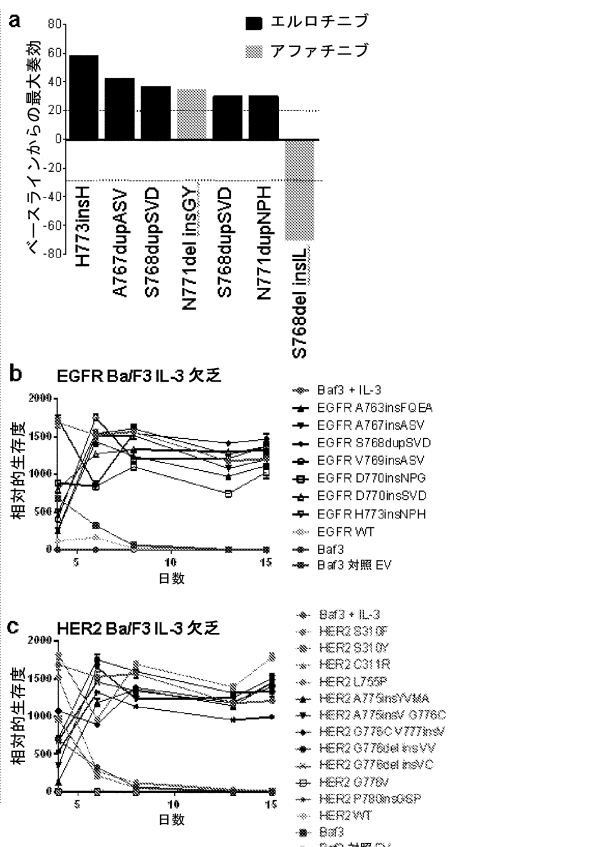 a
エルロチニブ
アファチニブ
ベースラインからの最大奏効
80
60
40
20
0
-20
-40
-60
-80
H773insH
A767dupASV
S768dupSVD
N771del insGY
S768dupSVD
N771dupNPH
S768del insIL
b
EGFR Ba/F3 IL-3 欠乏
相対的生存度
2000
1500
1000
500
0
5
10
15
日数
Baf3 + IL-3
EGFR A763insFQEA
EGFR A767insASV
EGFR S768dupSVD
EGFR V769insASV
EGFR D770insNPG
EGFR D770insSVD
EGFR H773insNPH
EGFR WT
Baf3
Baf3 対照 EV
c
HER2 Ba/F3 IL-3 欠乏
相対的生存度
2000
1500
1000
500
0
5
10
15
日数
Baf3 + IL-3
HER2 S310F
HER2 S310Y
HER2 C311R
HER2 L755P
HER2 A775insYVMA
HER2 A775insV G776C
HER2 G776C V777insV
HER2 G776del insVV
HER2 G776del insVC
HER2 G776V
HER2 P780insGSP
HER2 WT
Baf3